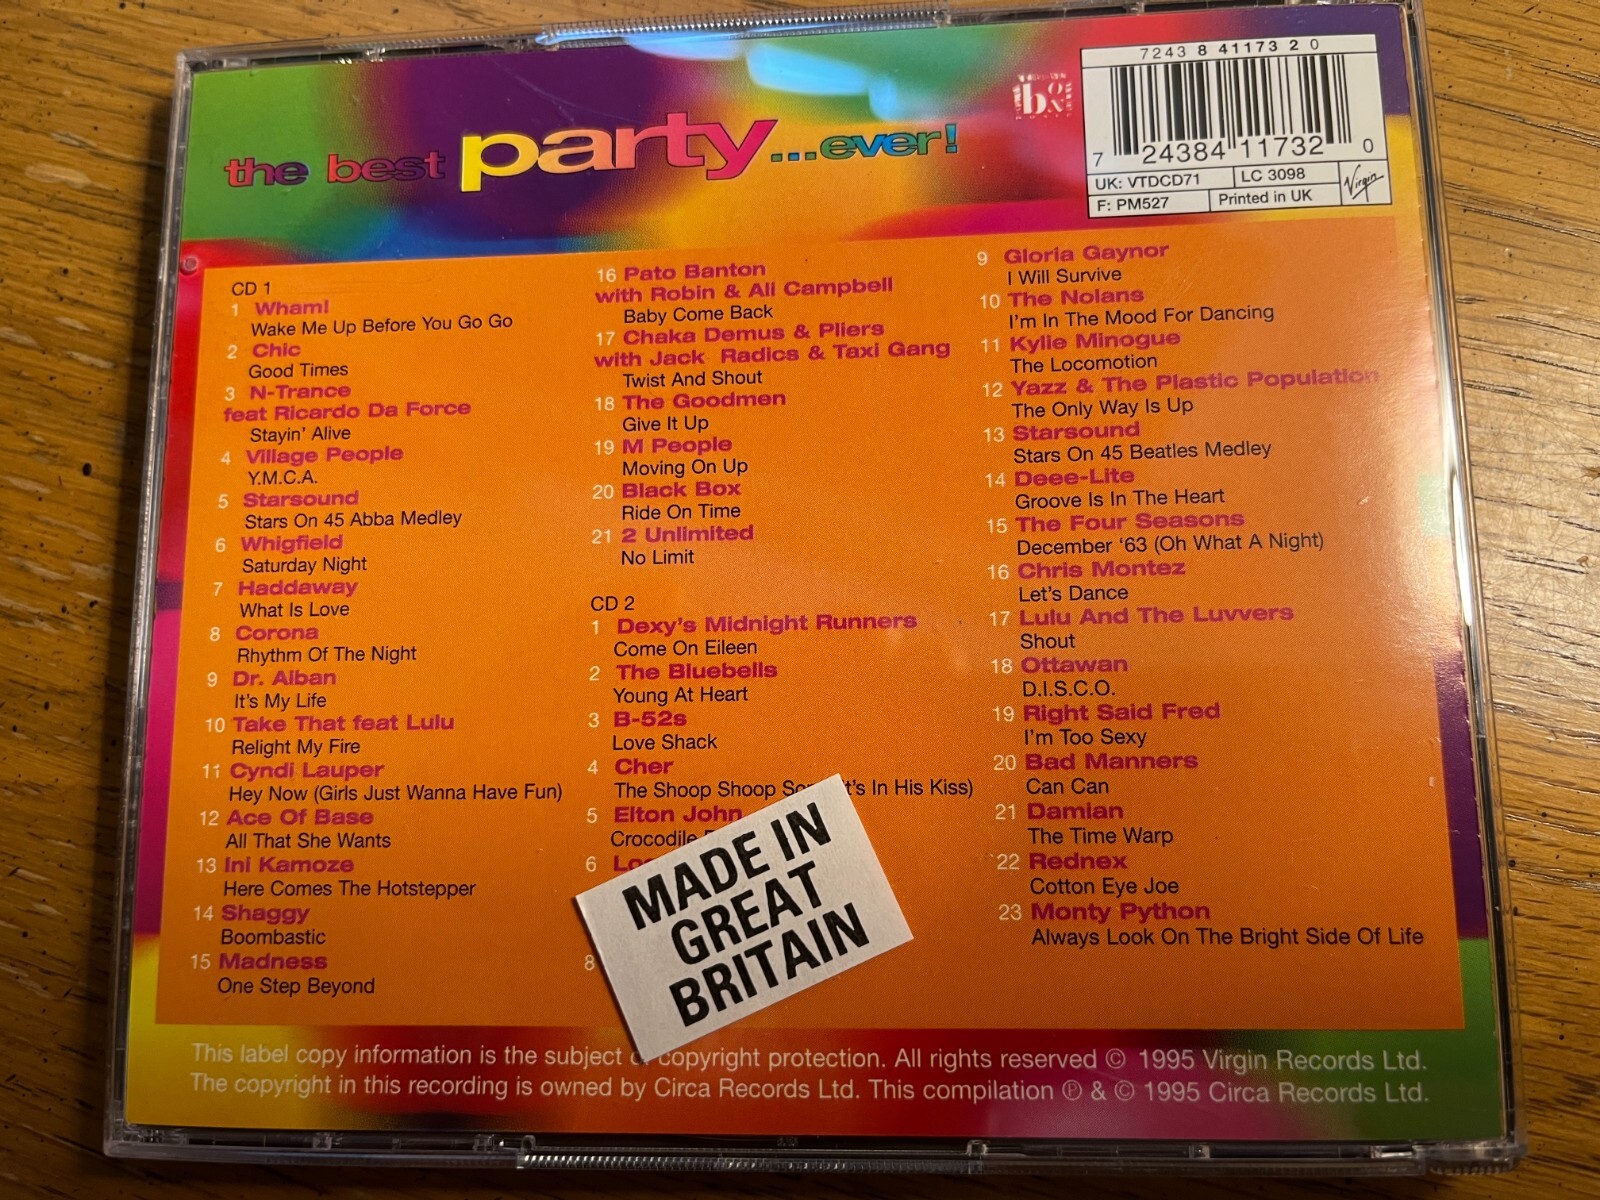 the best party...ever!
box
7243 8 41173 2 0
7 24384 11732 0
UK: VTDCD71
LC 3098
F: PM527
Printed in UK
Virgin
CD 1
1 Wham!
Wake Me Up Before You Go Go
2 Chic
Good Times
3 N-Trance
feat Ricardo Da Force
Stayin' Alive
4 Village People
Y.M.C.A.
5 Starsound
Stars On 45 Abba Medley
6 Whigfield
Saturday Night
7 Haddaway
What Is Love
8 Corona
Rhythm Of The Night
9 Dr. Alban
It's My Life
10 Take That feat Lulu
Relight My Fire
11 Cyndi Lauper
Hey Now (Girls Just Wanna Have Fun)
12 Ace Of Base
All That She Wants
13 Ini Kamoze
Here Comes The Hotstepper
14 Shaggy
Boombastic
15 Madness
One Step Beyond
16 Pato Banton
with Robin & Ali Campbell
Baby Come Back
17 Chaka Demus & Pliers
with Jack Radics & Taxi Gang
Twist And Shout
18 The Goodmen
Give It Up
19 M People
Moving On Up
20 Black Box
Ride On Time
21 2 Unlimited
No Limit
CD 2
1 Dexy's Midnight Runners
Come On Eileen
2 The Bluebells
Young At Heart
3 B-52s
Love Shack
4 Cher
The Shoop Shoop In His Kiss)
5 Elton John
Crocodile
6
8
MADE IN
GREAT
BRITAIN
9 Gloria Gaynor
I Will Survive
10 The Nolans
I'm In The Mood For Dancing
11 Kylie Minogue
The Locomotion
12 Yazz & The Plastic Population
The Only Way Is Up
13 Starsound
Stars On 45 Beatles Medley
14 Deee-Lite
Groove Is In The Heart
15 The Four Seasons
December '63 (Oh What A Night)
16 Chris Montez
Let's Dance
17 Lulu And The Luvvers
Shout
18 Ottawan
D.I.S.C.O.
19 Right Said Fred
I'm Too Sexy
20 Bad Manners
Can Can
21 Damian
The Time Warp
22 Rednex
Cotton Eye Joe
23 Monty Python
Always Look On The Bright Side Of Life
This label copy information is the subject of copyright protection. All rights reserved © 1995 Virgin Records Ltd.
The copyright in this recording is owned by Circa Records Ltd. This compilation ℗ & © 1995 Circa Records Ltd.